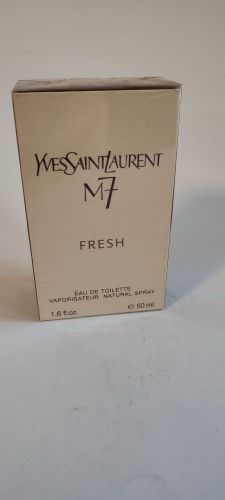 YVESSAINTLAURENT
M7
FRESH
EAU DE TOILETTE
VAPORISATEUR NATURAL SPRAY
1.6 fl.oz. ℮ 50 ml